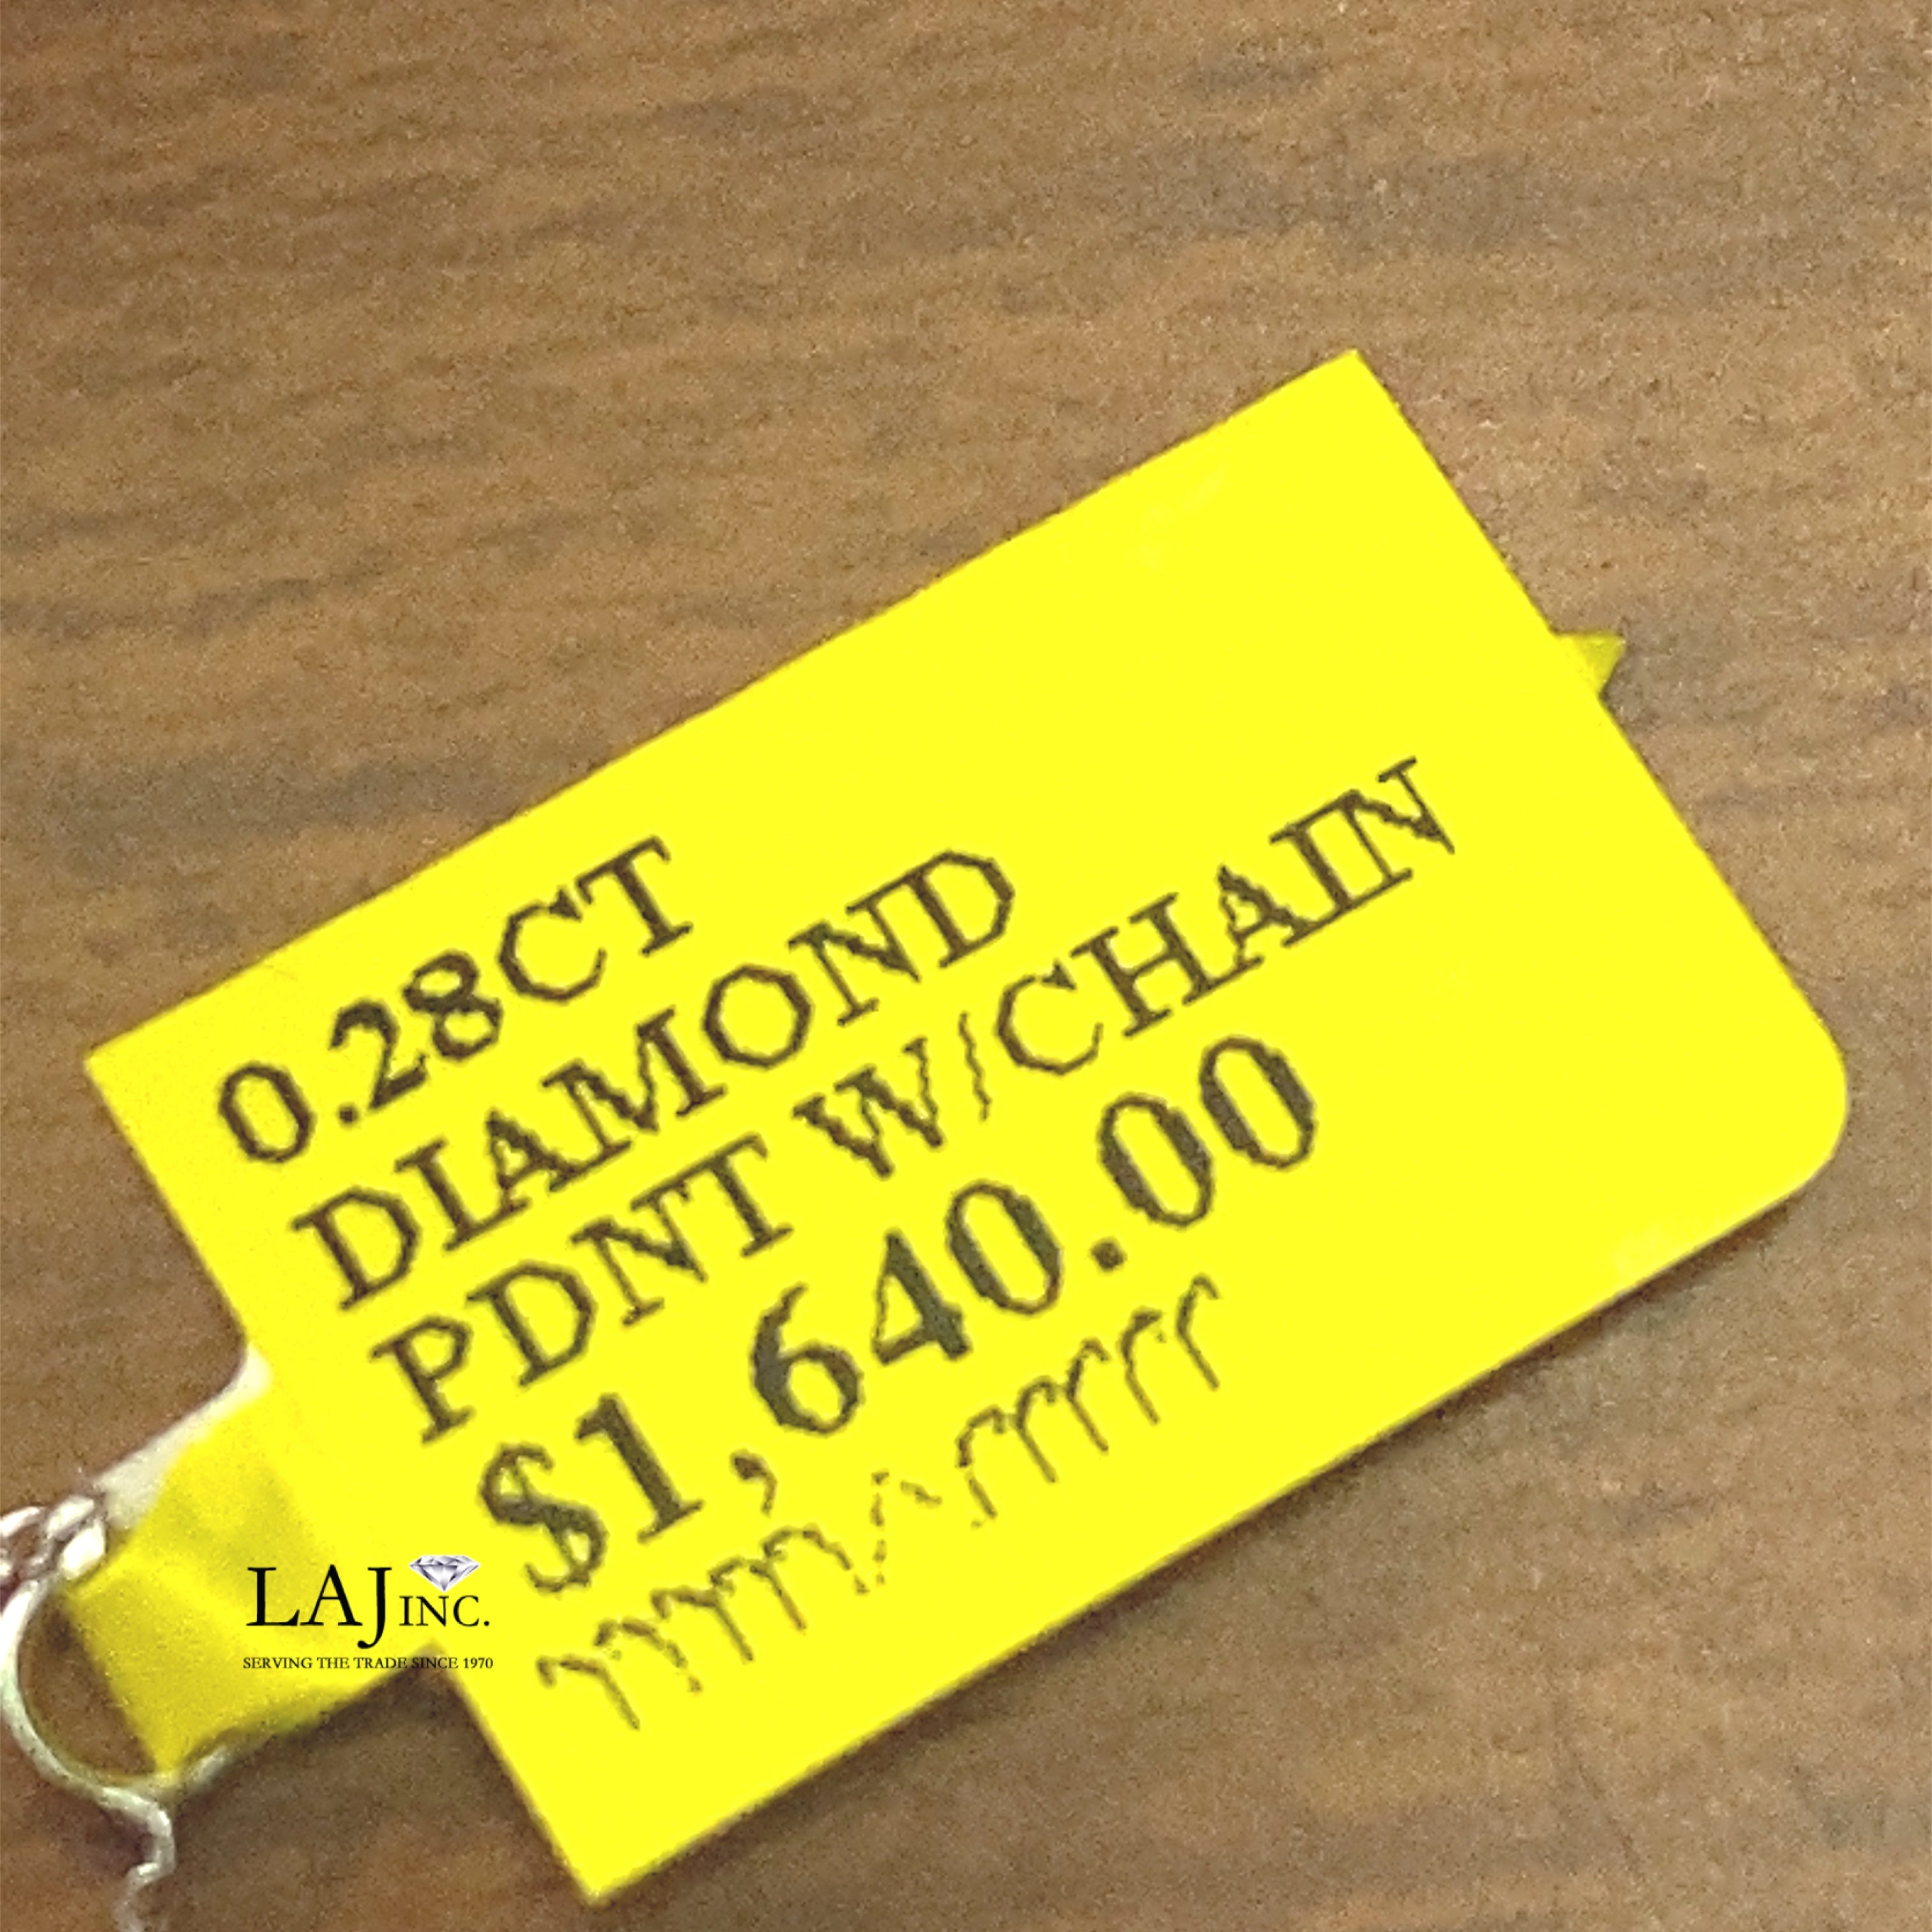 0.28CT
DIAMOND
PDNT W/CHAIN
$1,640.00
LAJ INC.
SERVING THE TRADE SINCE 1970